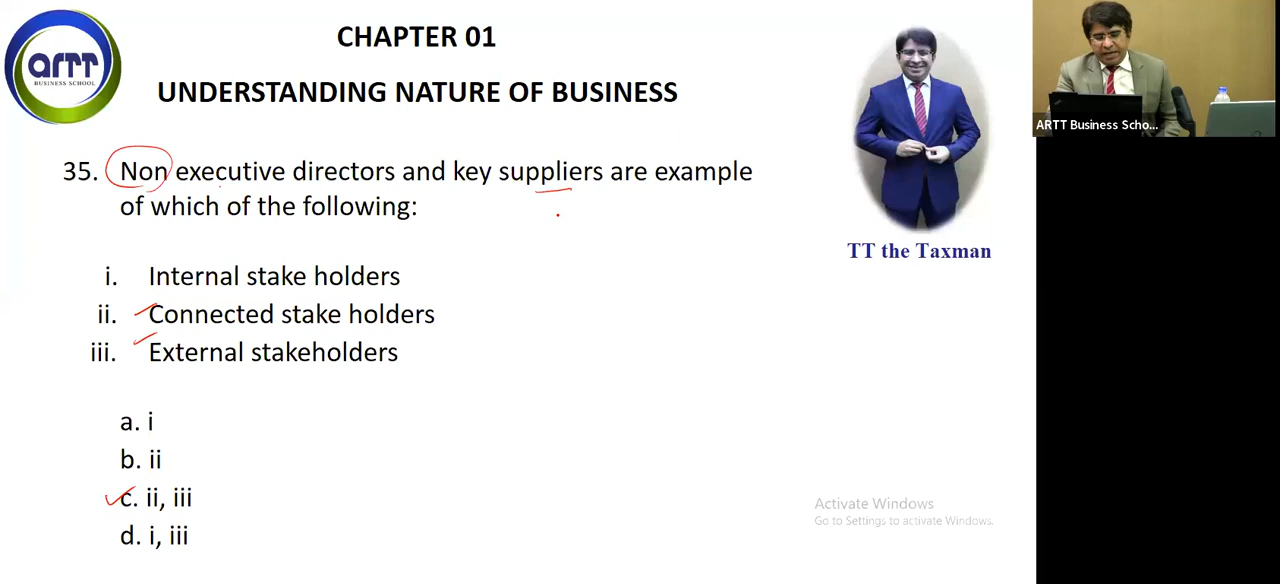 CHAPTER 01
UNDERSTANDING NATURE OF BUSINESS
ARTT
BUSINESS SCHOOL
ARTT Business Scho...
35. Non executive directors and key suppliers are example
of which of the following:
TT the Taxman
i. Internal stake holders
ii. Connected stake holders
iii. External stakeholders
a. i
b. ii
c. ii, iii
d. i, iii
Activate Windows
Go to Settings to activate Windows.